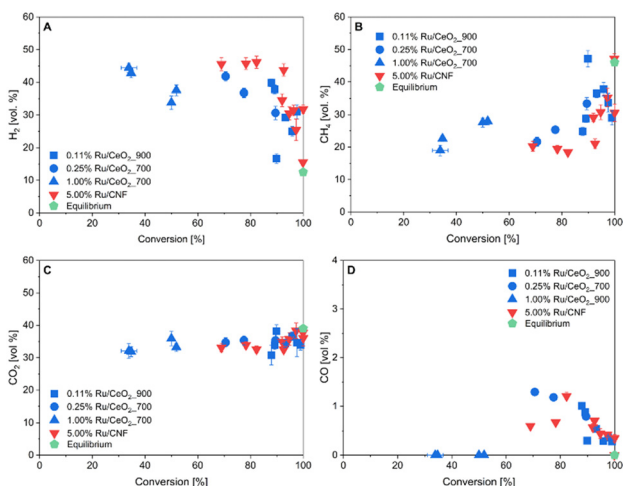 A
H2 [vol. %]
60
50
40
30
20
10
0
0.11% Ru/CeO2_900
0.25% Ru/CeO2_700
1.00% Ru/CeO2_700
5.00% Ru/CNF
Equilibrium
0 20 40 60 80 100
Conversion [%]
B
CH4 [vol. %]
60
50
40
30
20
10
0
0.11% Ru/CeO2_900
0.25% Ru/CeO2_700
1.00% Ru/CeO2_700
5.00% Ru/CNF
Equilibrium
0 20 40 60 80 100
Conversion [%]
C
CO2 [vol %]
60
50
40
30
20
10
0
0.11% Ru/CeO2_900
0.25% Ru/CeO2_700
1.00% Ru/CeO2_700
5.00% Ru/CNF
Equilibrium
0 20 40 60 80 100
Conversion [%]
D
CO [vol %]
4
3
2
1
0
0.11% Ru/CeO2_900
0.25% Ru/CeO2_700
1.00% Ru/CeO2_900
5.00% Ru/CNF
Equilibrium
0 20 40 60 80 100
Conversion [%]